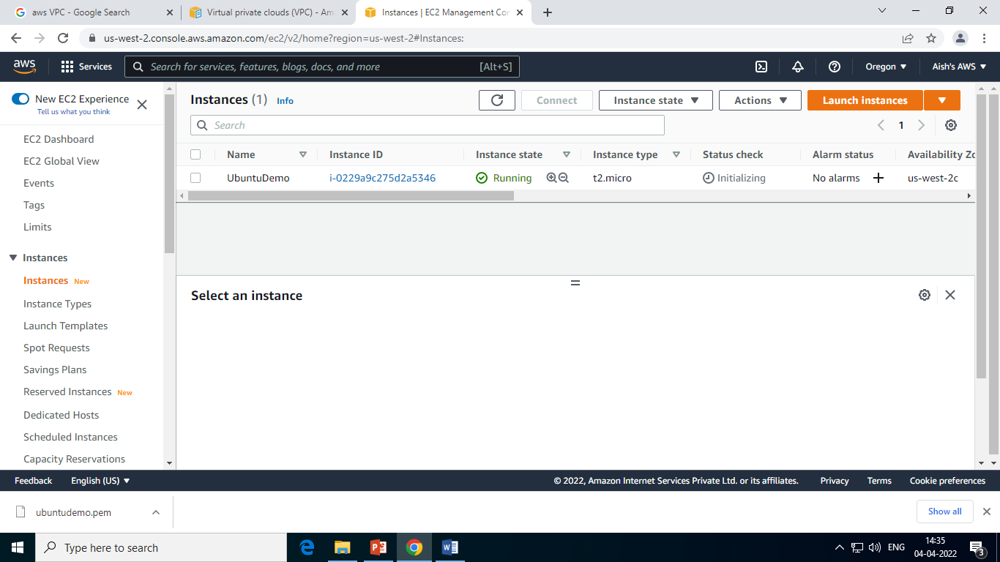 aws VPC - Google Search
Virtual private clouds (VPC) - Am
Instances | EC2 Management Con
us-west-2.console.aws.amazon.com/ec2/v2/home?region=us-west-2#Instances:
aws
Services
Search for services, features, blogs, docs, and more
[Alt+S]
Oregon
Aish's AWS
New EC2 Experience
Tell us what you think
EC2 Dashboard
EC2 Global View
Events
Tags
Limits
Instances
Instances New
Instance Types
Launch Templates
Spot Requests
Savings Plans
Reserved Instances New
Dedicated Hosts
Scheduled Instances
Capacity Reservations
Instances (1) Info
Connect
Instance state
Actions
Launch instances
Search
1
Name Instance ID Instance state Instance type Status check Alarm status Availability Zo
UbuntuDemo i-0229a9c275d2a5346 Running t2.micro Initializing No alarms us-west-2c
Select an instance
Feedback English (US) © 2022, Amazon Internet Services Private Ltd. or its affiliates. Privacy Terms Cookie preferences
ubuntudemo.pem
Show all
Type here to search
ENG
14:35
04-04-2022
3